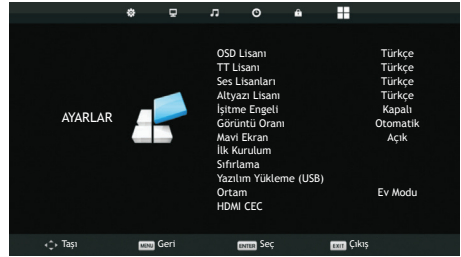 AYARLAR
OSD Lisanı Türkçe
TT Lisanı Türkçe
Ses Lisanları Türkçe
Altyazı Lisanı Türkçe
İşitme Engeli Kapalı
Görüntü Oranı Otomatik
Mavi Ekran Açık
İlk Kurulum
Sıfırlama
Yazılım Yükleme (USB)
Ortam Ev Modu
HDMI CEC
Taşı MENU Geri ENTER Seç EXIT Çıkış